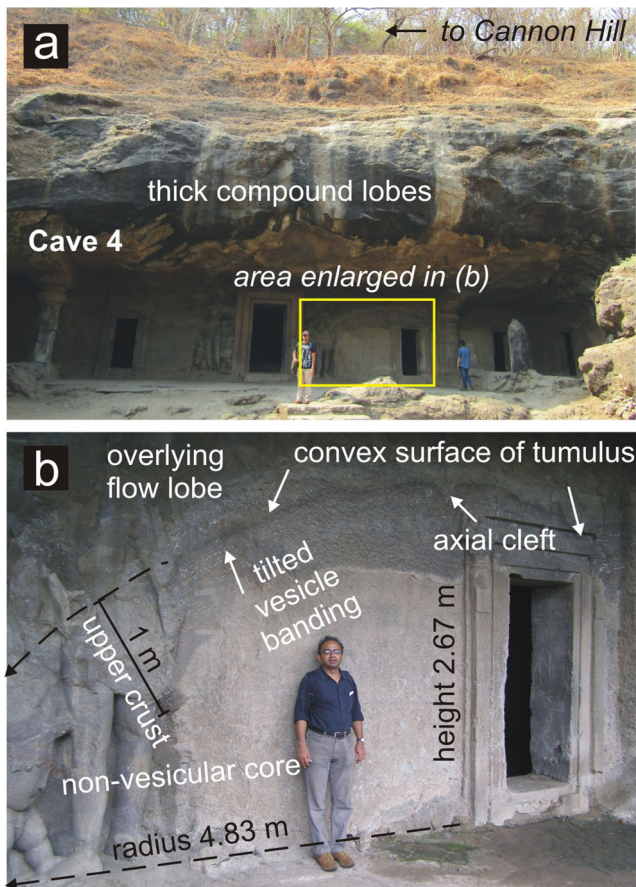 a
to Cannon Hill
thick compound lobes
Cave 4
area enlarged in (b)
b
overlying
flow lobe
convex surface of tumulus
axial cleft
tilted
vesicle
banding
1 m
upper crust
height 2.67 m
non-vesicular core
radius 4.83 m